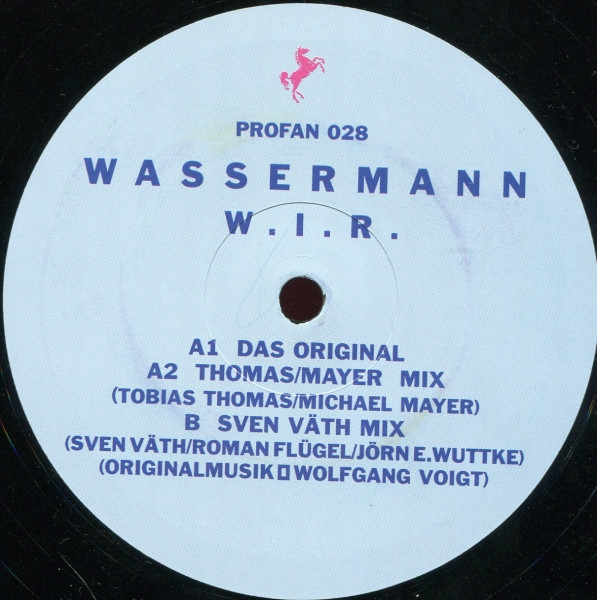 PROFAN 028
WASSERMANN
W.I.R.
A1 DAS ORIGINAL
A2 THOMAS/MAYER MIX
(TOBIAS THOMAS/MICHAEL MAYER)
B SVEN VÄTH MIX
(SVEN VÄTH/ROMAN FLÜGEL/JÖRN E.WUTTKE)
(ORIGINALMUSIK▯WOLFGANG VOIGT)